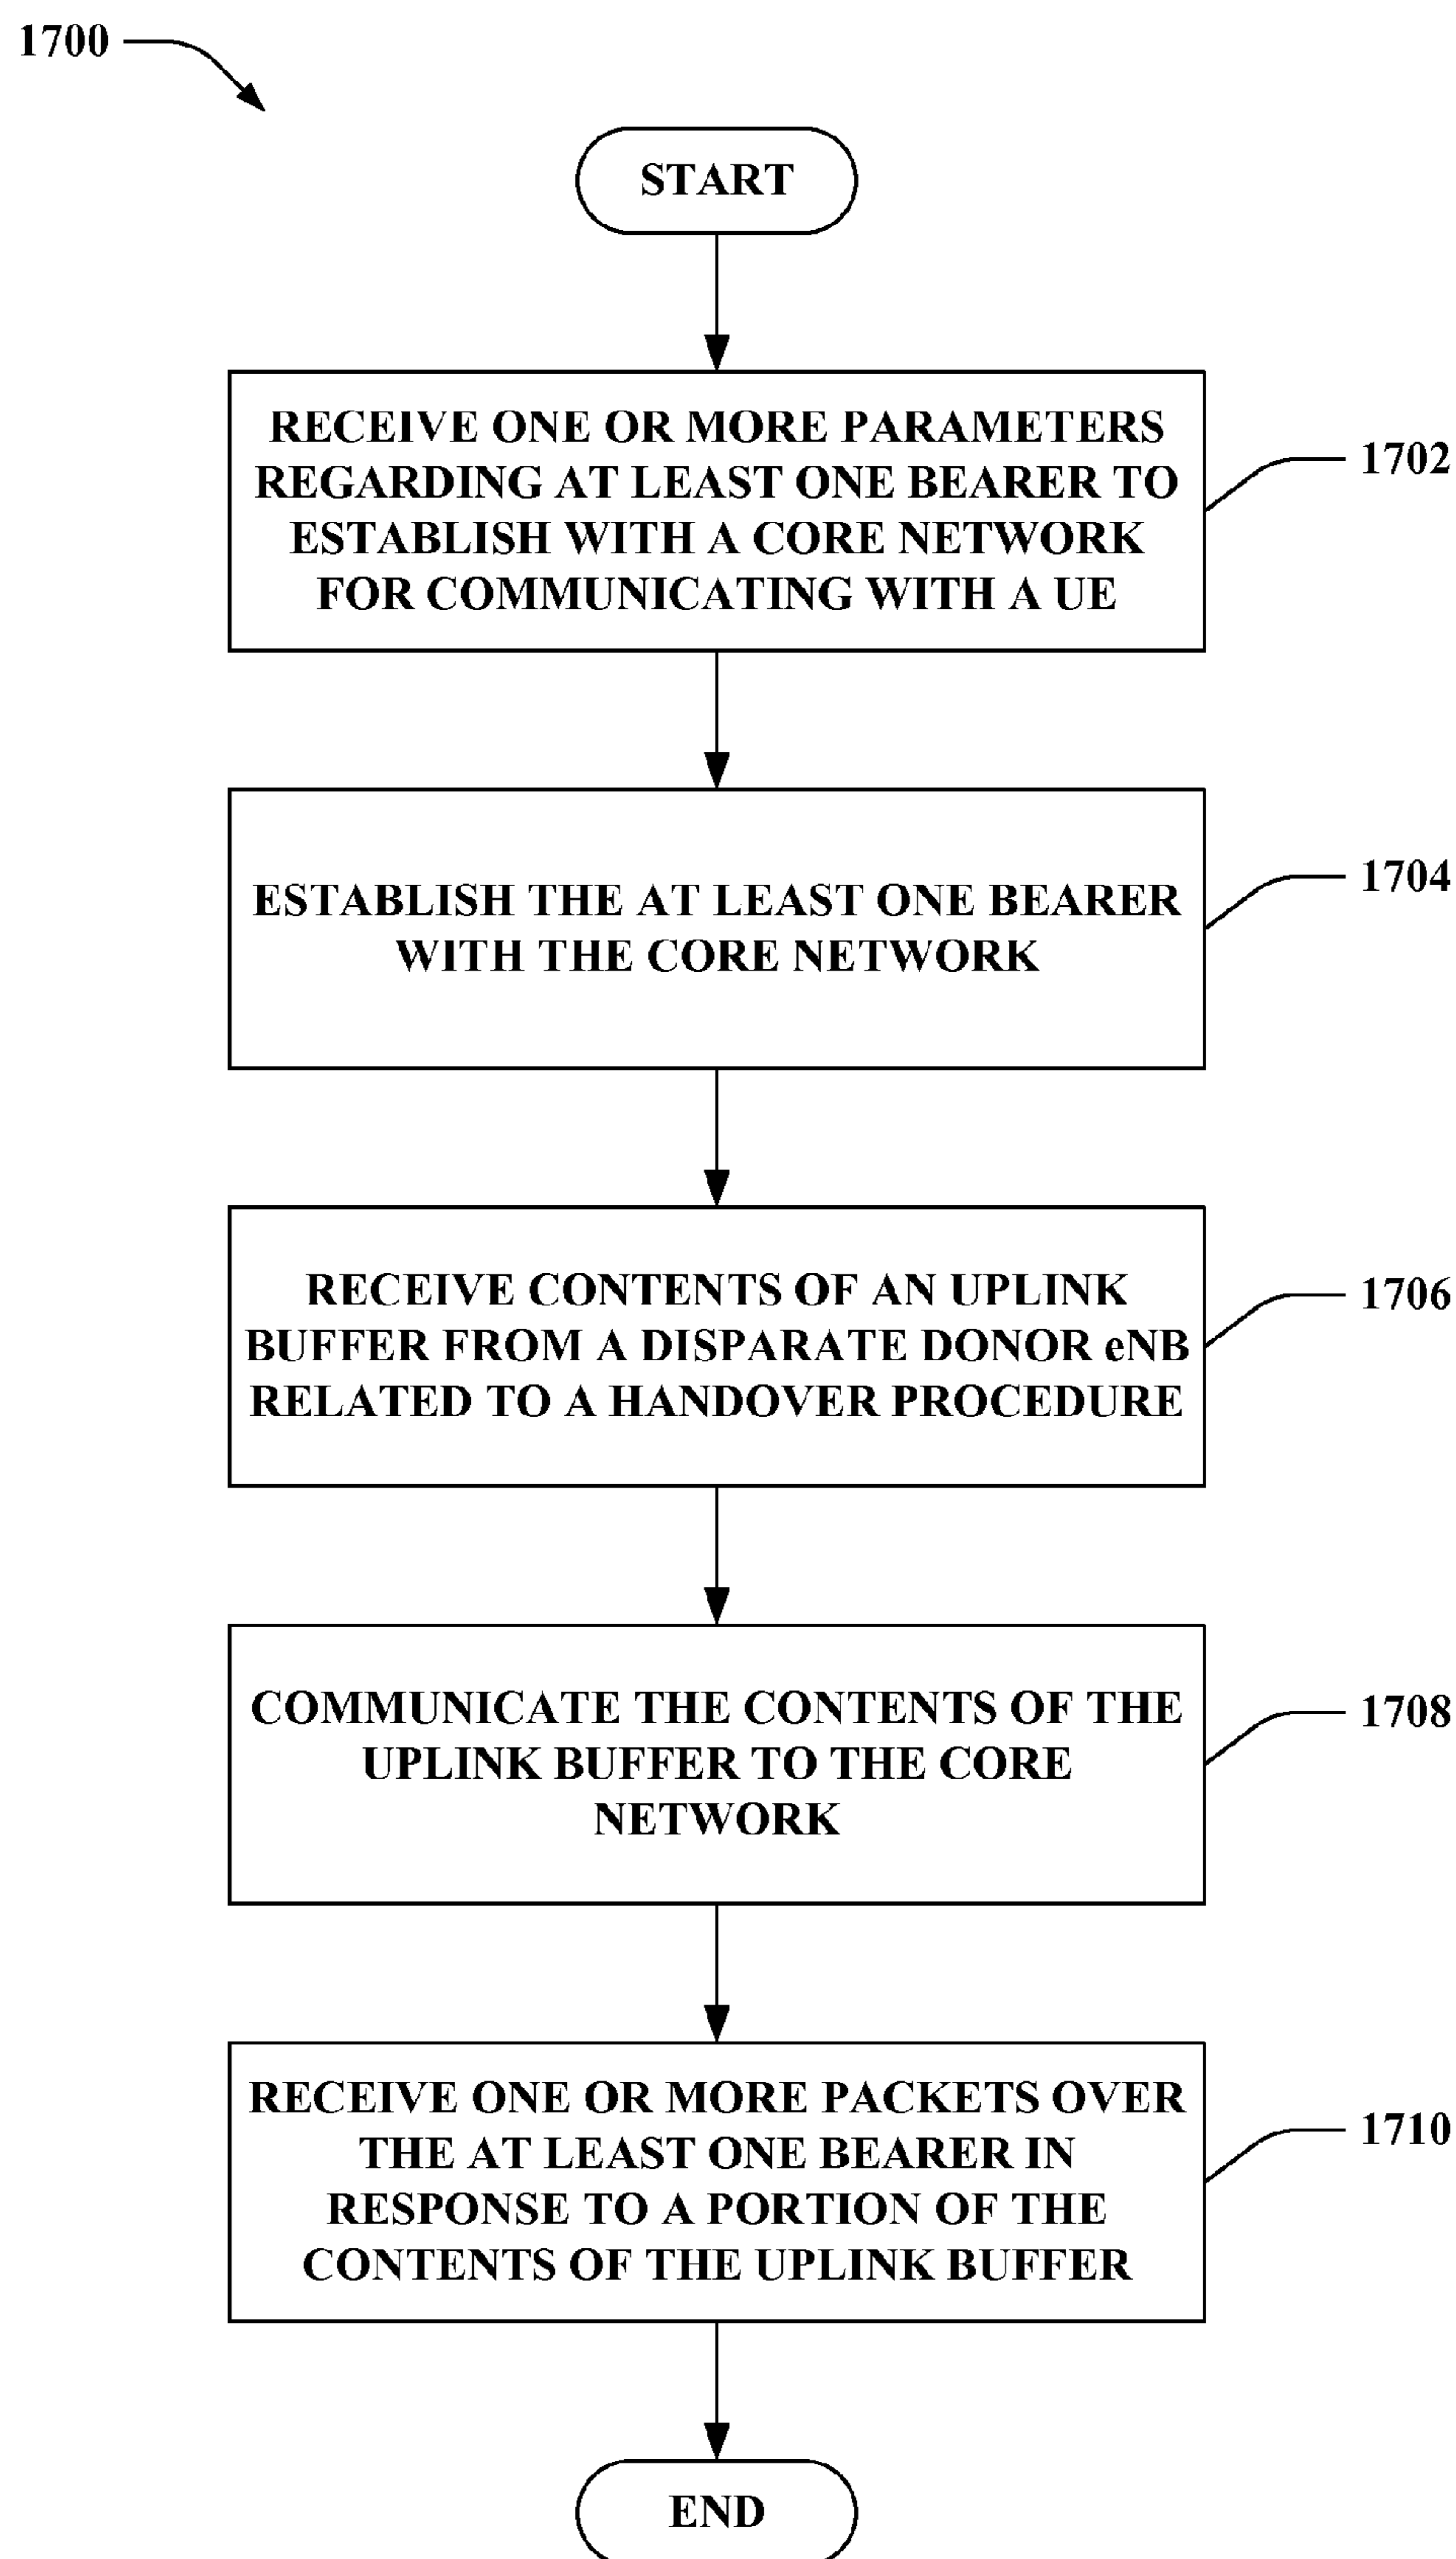 1700
START
RECEIVE ONE OR MORE PARAMETERS
REGARDING AT LEAST ONE BEARER TO
ESTABLISH WITH A CORE NETWORK
FOR COMMUNICATING WITH A UE
1702
ESTABLISH THE AT LEAST ONE BEARER
WITH THE CORE NETWORK
1704
RECEIVE CONTENTS OF AN UPLINK
BUFFER FROM A DISPARATE DONOR eNB
RELATED TO A HANDOVER PROCEDURE
1706
COMMUNICATE THE CONTENTS OF THE
UPLINK BUFFER TO THE CORE
NETWORK
1708
RECEIVE ONE OR MORE PACKETS OVER
THE AT LEAST ONE BEARER IN
RESPONSE TO A PORTION OF THE
CONTENTS OF THE UPLINK BUFFER
1710
END